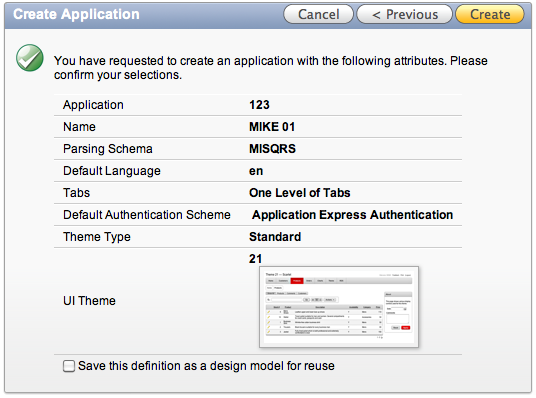 Create Application
Cancel
< Previous
Create
You have requested to create an application with the following attributes. Please
confirm your selections.
Application 123
Name MIKE 01
Parsing Schema MISQRS
Default Language en
Tabs One Level of Tabs
Default Authentication Scheme Application Express Authentication
Theme Type Standard
UI Theme 21
Save this definition as a design model for reuse